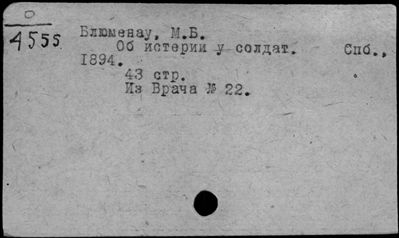 О
4555
Блюменау, М.Б.
Об истерии у солдат. Спб.,
1894.
43 стр.
Из Врача № 22.